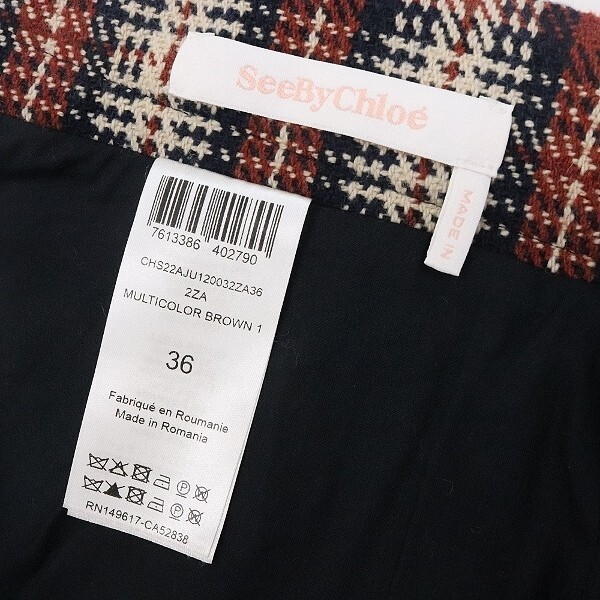 SeeByChloé
MADE IN
7613386 402790
CHS22AJU120032ZA36
2ZA
MULTICOLOR BROWN 1
36
Fabriqué en Roumanie
Made in Romania
RN149617-CA52838